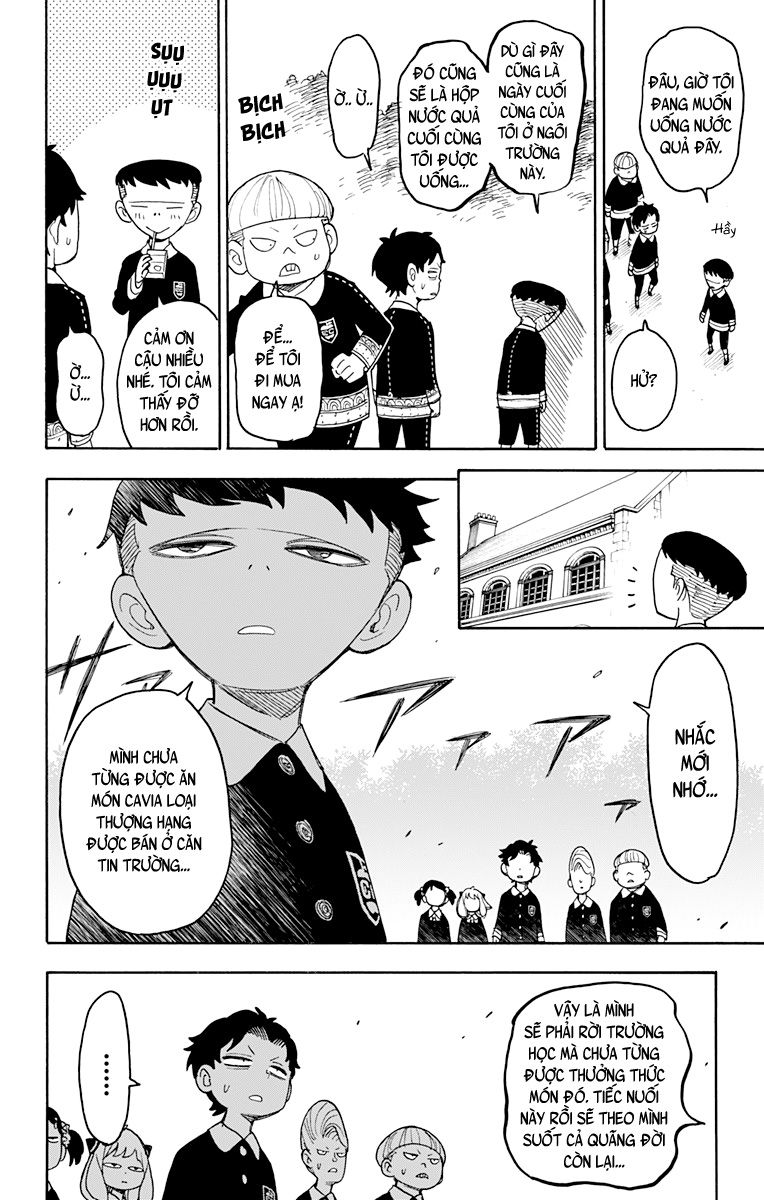 ĐÂU, GIỜ TÔI
ĐANG MUỐN
UỐNG NƯỚC
QUẢ ĐÂY.
Hầy
HỬ?
DÙ GÌ ĐÂY
CŨNG LÀ
NGÀY CUỐI
CÙNG CỦA
TÔI Ở NGÔI
TRƯỜNG
NÀY.
ĐÓ CŨNG
SẼ LÀ HỘP
NƯỚC QUẢ
CUỐI CÙNG
TÔI ĐƯỢC
UỐNG...
Ờ.. Ừ..
BỊCH
BỊCH
ĐỂ...
ĐỂ TÔI
ĐI MUA
NGAY Ạ!
SỤỤ
ỤỤỤ
ỤT
CẢM ƠN
CẬU NHIỀU
NHÉ. TÔI CẢM
THẤY ĐỠ
HƠN RỒI.
Ờ...
Ừ...
NHẮC
MỚI
NHỚ...
MÌNH CHƯA
TỪNG ĐƯỢC ĂN
MÓN CAVIA LOẠI
THƯỢNG HẠNG
ĐƯỢC BÁN Ở CĂN
TIN TRƯỜNG...
VẬY LÀ MÌNH
SẼ PHẢI RỜI TRƯỜNG
HỌC MÀ CHƯA TỪNG
ĐƯỢC THƯỞNG THỨC
MÓN ĐÓ. TIẾC NUỐI
NÀY RỒI SẼ THEO MÌNH
SUỐT CẢ QUÃNG ĐỜI
CÒN LẠI...
......